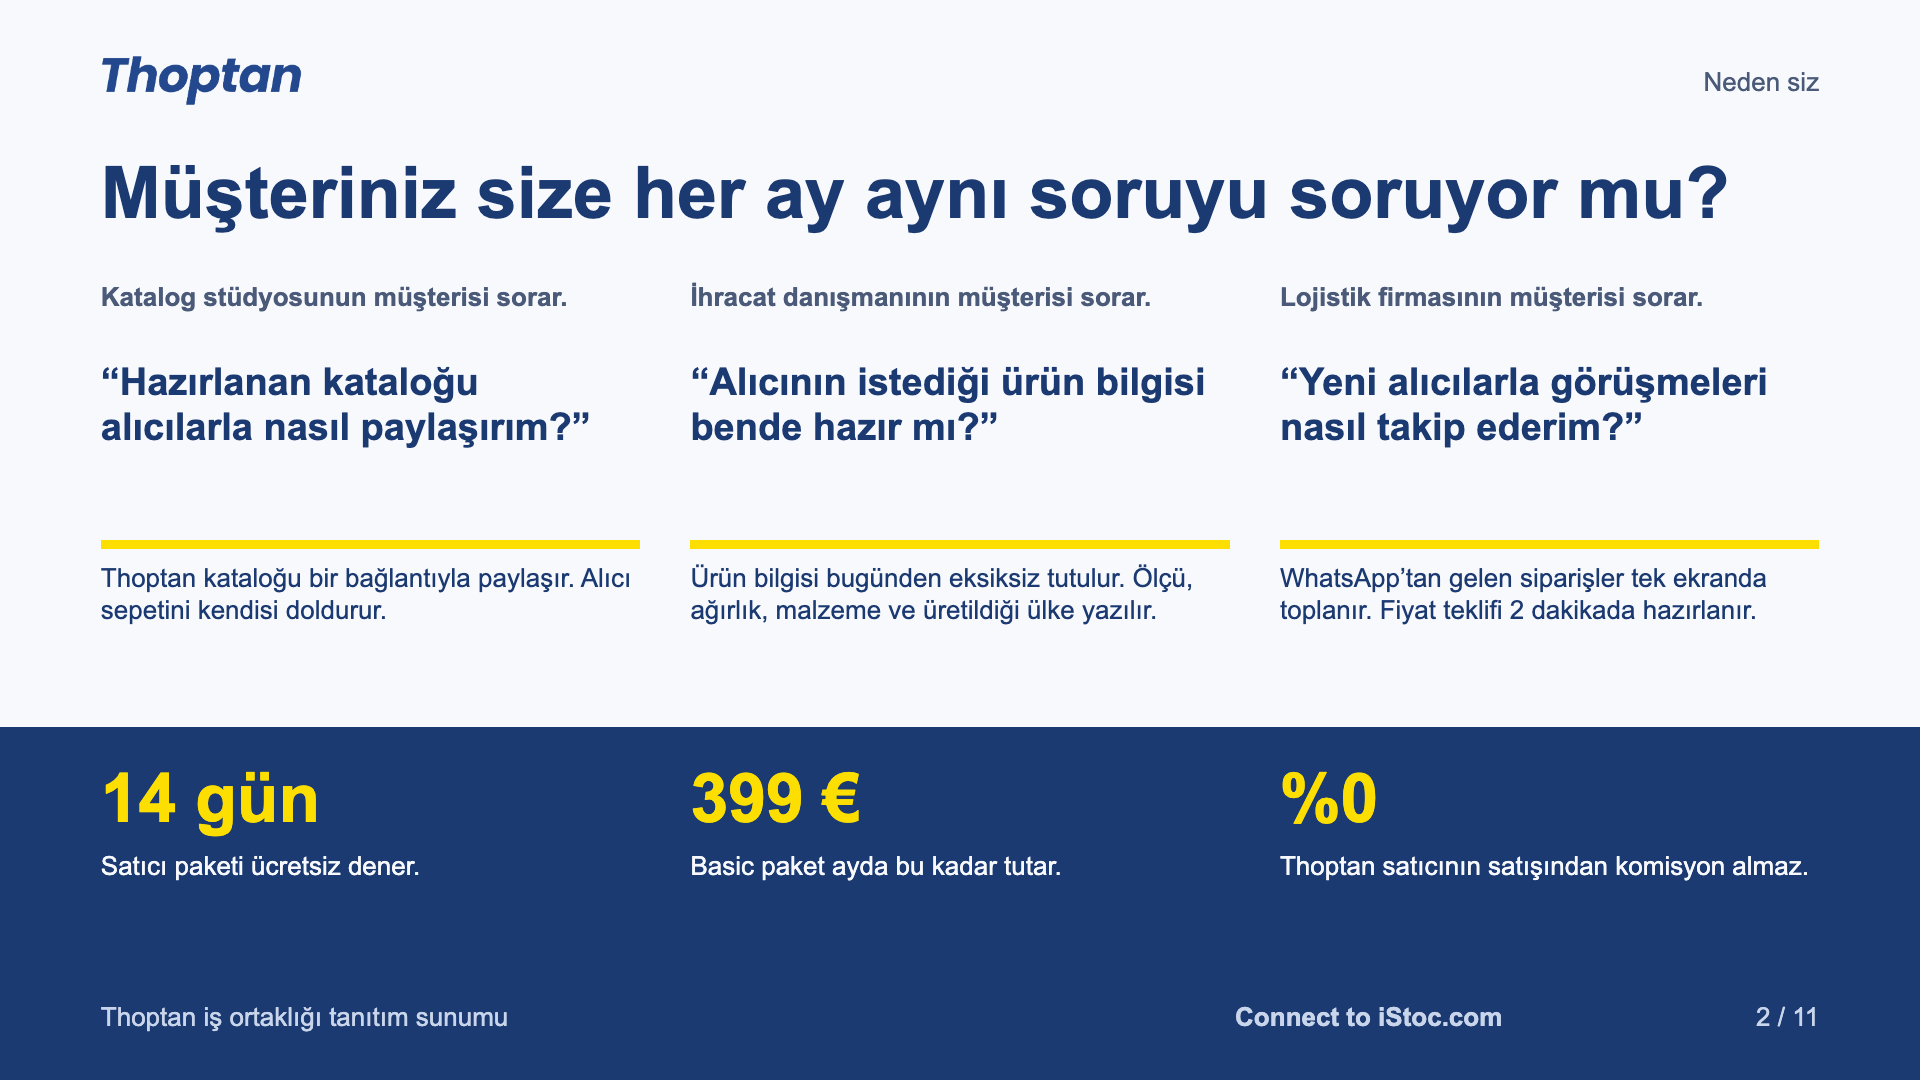 Thoptan
Neden siz
Müşteriniz size her ay aynı soruyu soruyor mu?
Katalog stüdyosunun müşterisi sorar.
“Hazırlanan kataloğu
alıcılarla nasıl paylaşırım?”
Thoptan kataloğu bir bağlantıyla paylaşır. Alıcı
sepetini kendisi doldurur.
İhracat danışmanının müşterisi sorar.
“Alıcının istediği ürün bilgisi
bende hazır mı?”
Ürün bilgisi bugünden eksiksiz tutulur. Ölçü,
ağırlık, malzeme ve üretildiği ülke yazılır.
Lojistik firmasının müşterisi sorar.
“Yeni alıcılarla görüşmeleri
nasıl takip ederim?”
WhatsApp’tan gelen siparişler tek ekranda
toplanır. Fiyat teklifi 2 dakikada hazırlanır.
14 gün
Satıcı paketi ücretsiz dener.
399 €
Basic paket ayda bu kadar tutar.
%0
Thoptan satıcının satışından komisyon almaz.
Thoptan iş ortaklığı tanıtım sunumu
Connect to iStoc.com
2 / 11